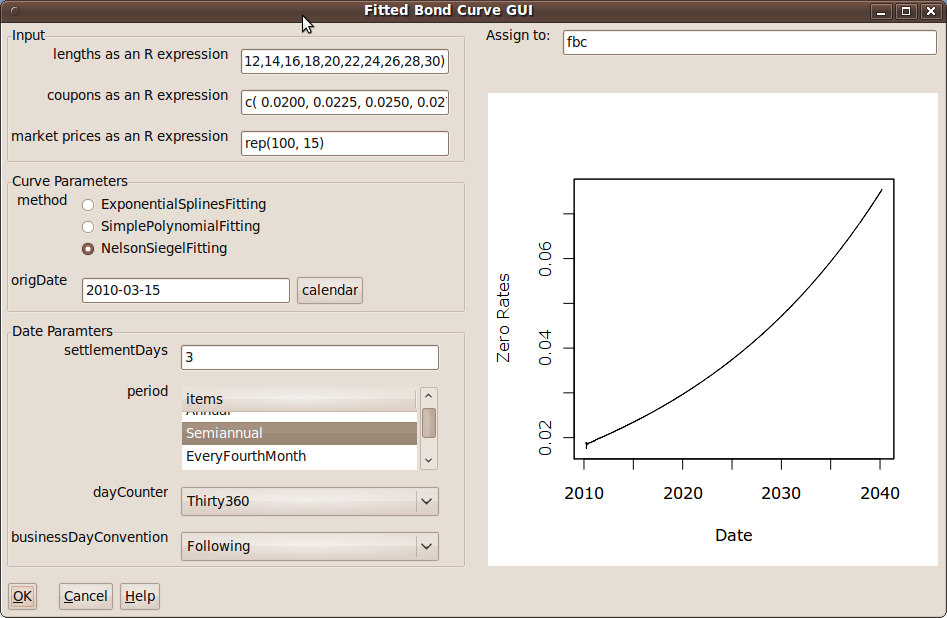 Fitted Bond Curve GUI
Input
lengths as an R expression
12,14,16,18,20,22,24,26,28,30)
coupons as an R expression
c( 0.0200, 0.0225, 0.0250, 0.02
market prices as an R expression
rep(100, 15)
Curve Parameters
method
ExponentialSplinesFitting
SimplePolynomialFitting
NelsonSiegelFitting
origDate
2010-03-15
calendar
Date Paramters
settlementDays
3
period
items
Annual
Semiannual
EveryFourthMonth
dayCounter
Thirty360
businessDayConvention
Following
OK Cancel Help
Assign to:
fbc
Zero Rates
0.06
0.04
0.02
2010 2020 2030 2040
Date